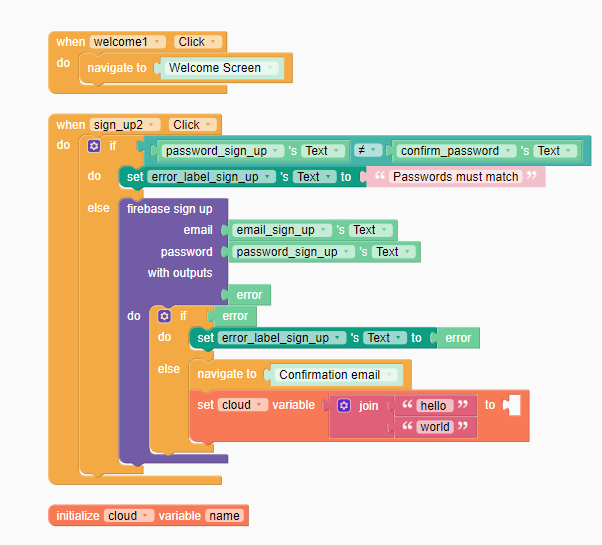 when welcome1 Click
do navigate to Welcome Screen
when sign_up2 Click
do if password_sign_up 's Text ≠ confirm_password 's Text
do set error_label_sign_up 's Text to “ Passwords must match ”
else firebase sign up
email email_sign_up 's Text
password password_sign_up 's Text
with outputs
error
do if error
do set error_label_sign_up 's Text to error
else navigate to Confirmation email
set cloud variable join “ hello ” to
“ world ”
initialize cloud variable name